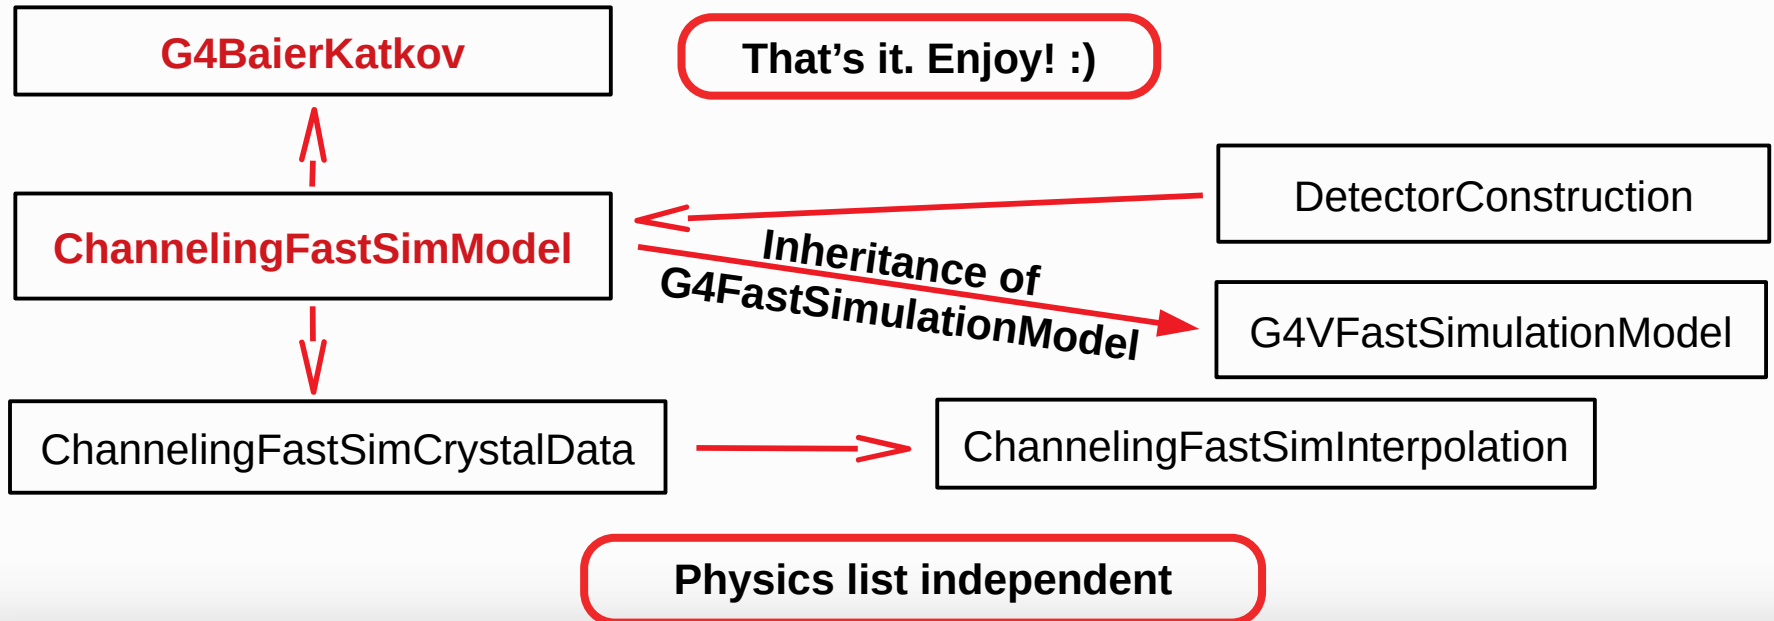 G4BaierKatkov
That’s it. Enjoy! :)
DetectorConstruction
ChannelingFastSimModel
Inheritance of
G4FastSimulationModel
G4VFastSimulationModel
ChannelingFastSimCrystalData
ChannelingFastSimInterpolation
Physics list independent